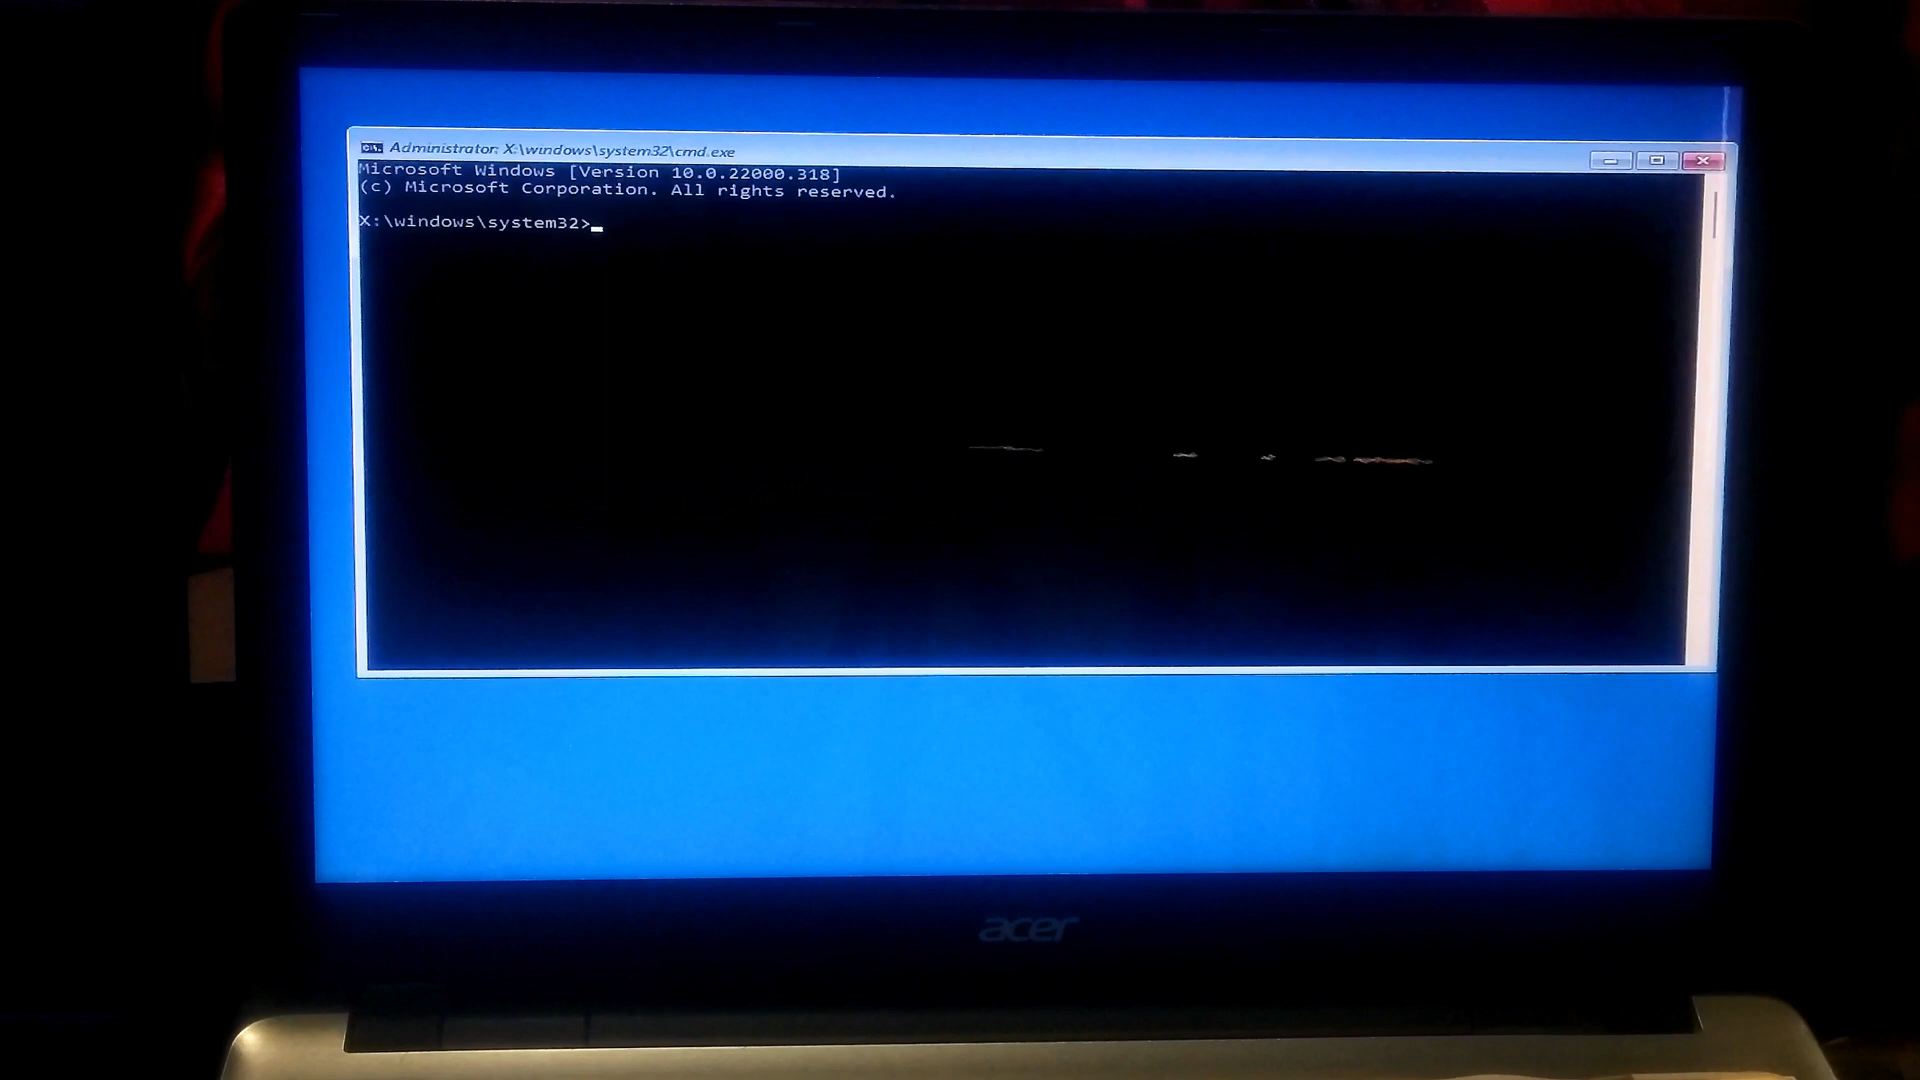 Administrator: X:\windows\system32\cmd.exe
Microsoft Windows [Version 10.0.22000.318]
(c) Microsoft Corporation. All rights reserved.
X:\windows\system32>
acer